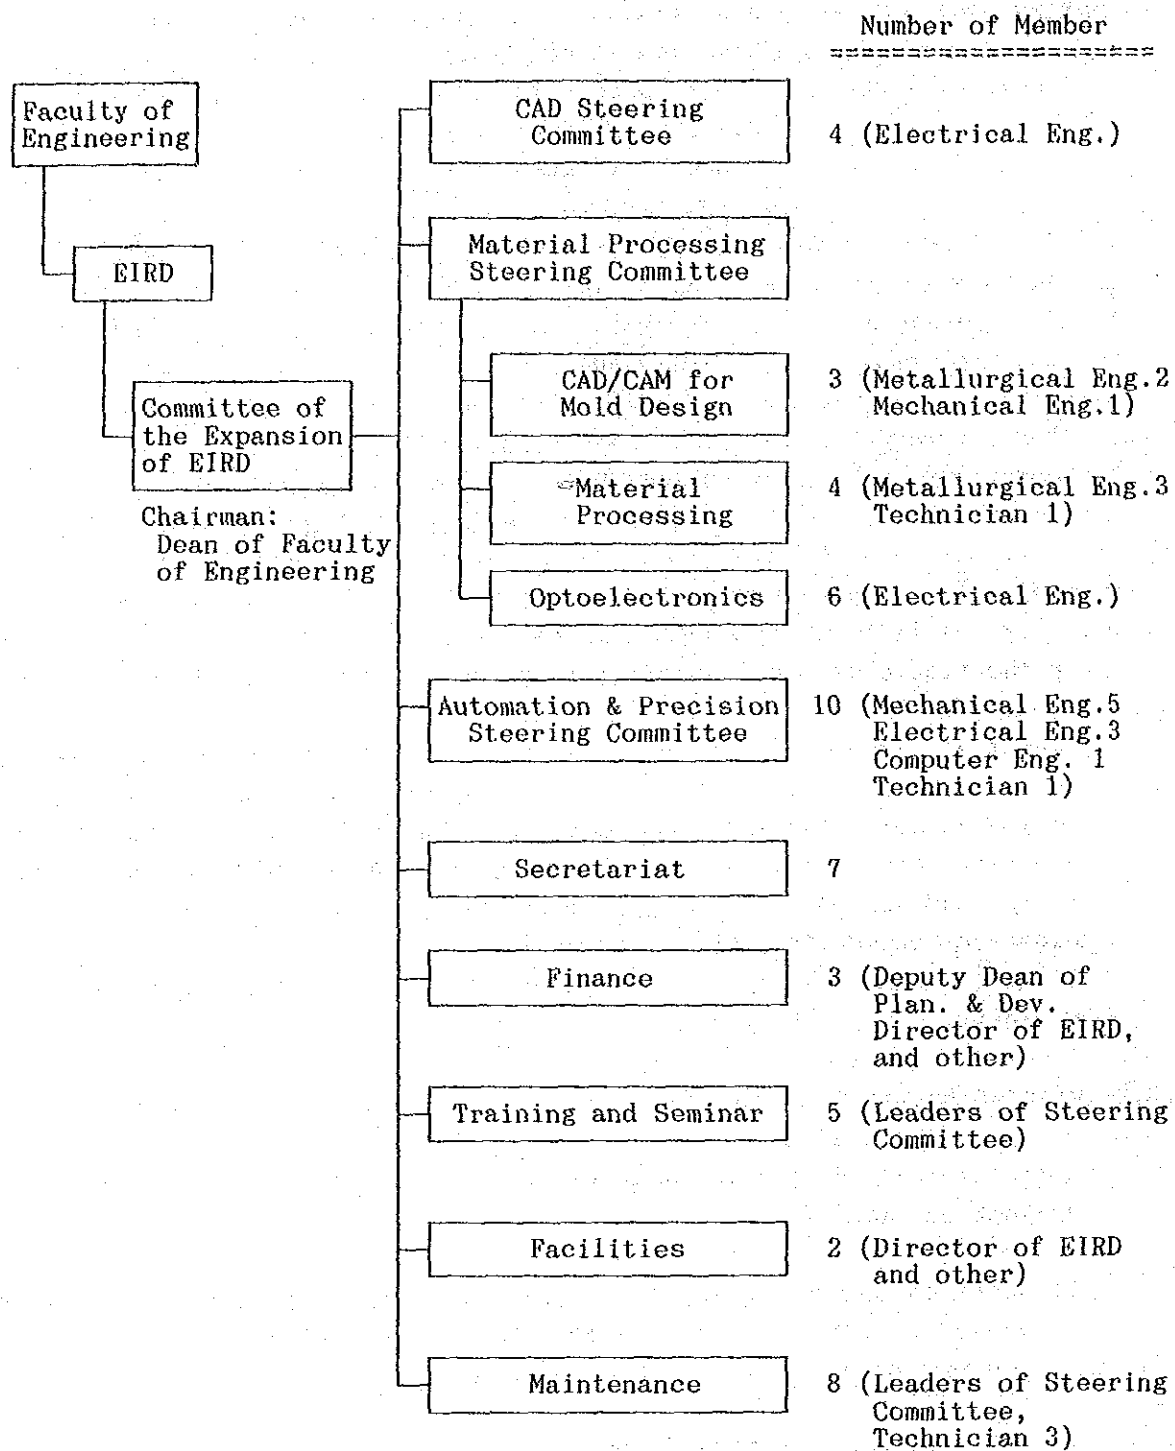 Number of Member
=====================
Faculty of
Engineering
EIRD
Committee of
the Expansion
of EIRD
Chairman:
Dean of Faculty
of Engineering
CAD Steering
Committee
4 (Electrical Eng.)
Material Processing
Steering Committee
CAD/CAM for
Mold Design
3 (Metallurgical Eng.2
Mechanical Eng.1)
Material
Processing
4 (Metallurgical Eng.3
Technician 1)
Optoelectronics
6 (Electrical Eng.)
Automation & Precision
Steering Committee
10 (Mechanical Eng.5
Electrical Eng.3
Computer Eng. 1
Technician 1)
Secretariat
7
Finance
3 (Deputy Dean of
Plan. & Dev.
Director of EIRD,
and other)
Training and Seminar
5 (Leaders of Steering
Committee)
Facilities
2 (Director of EIRD
and other)
Maintenance
8 (Leaders of Steering
Committee,
Technician 3)